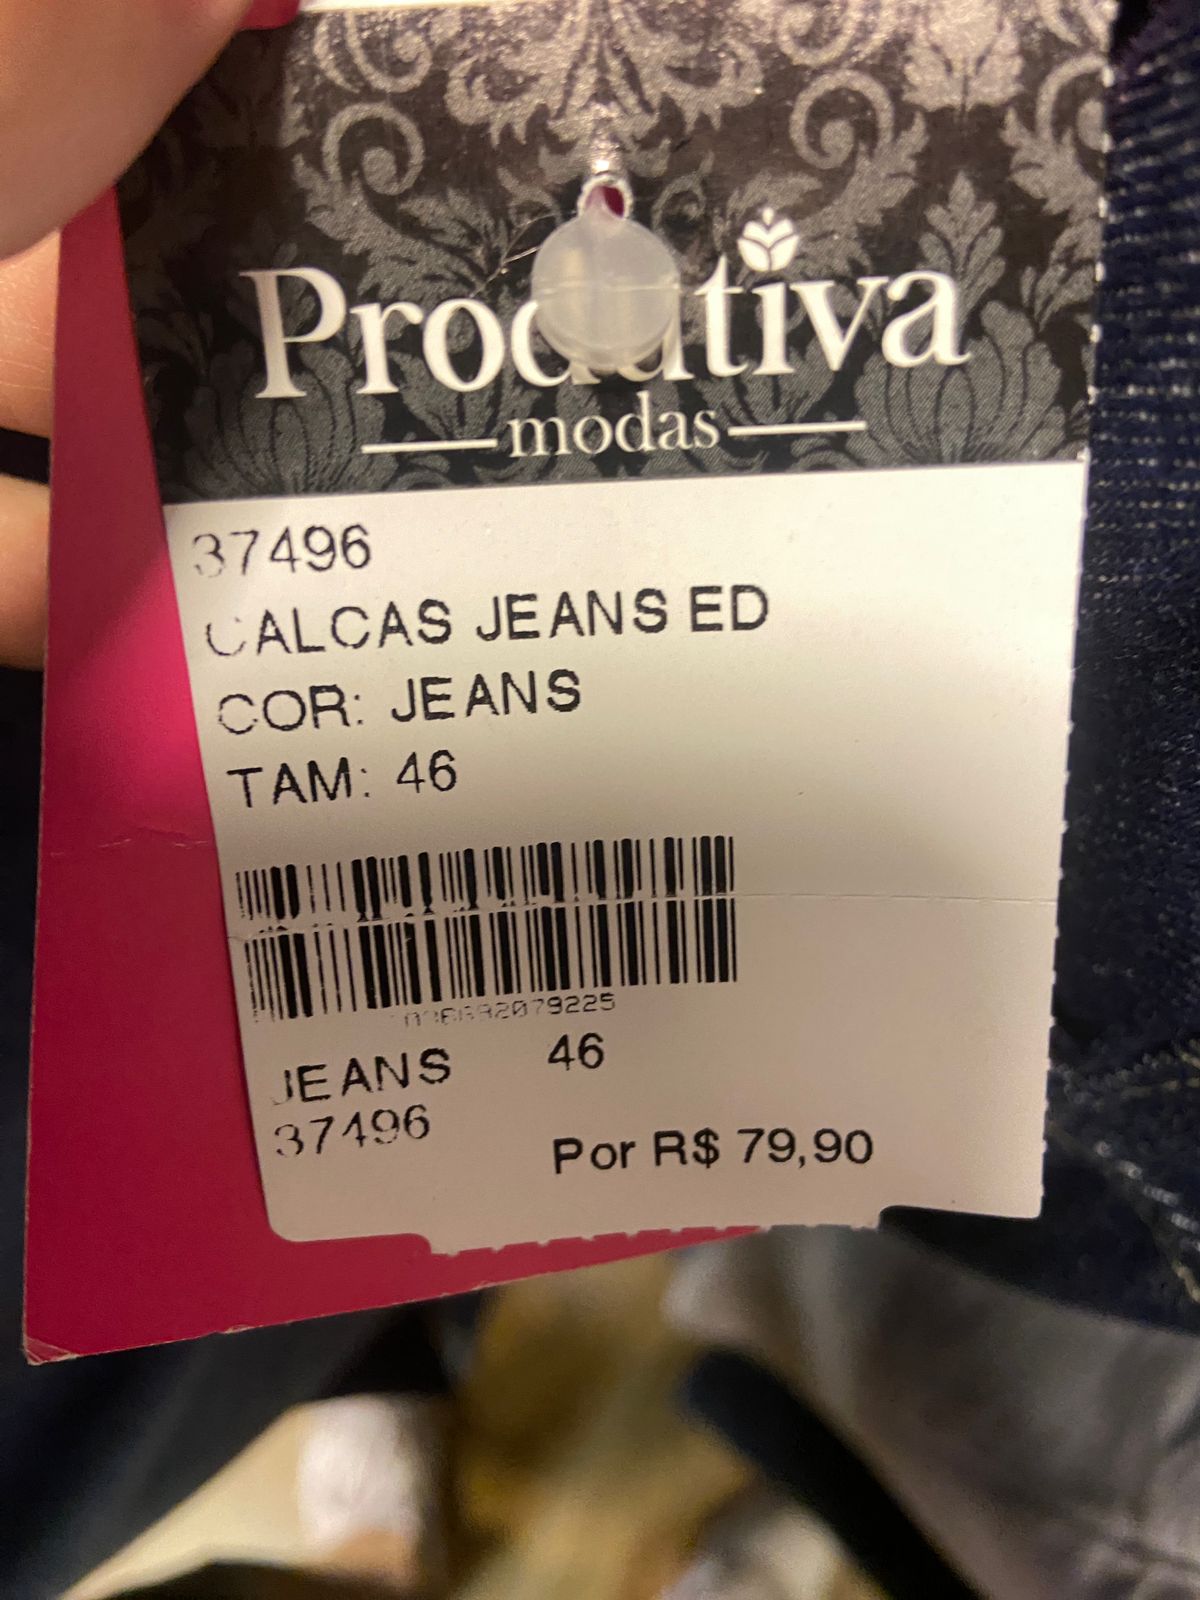 Produtiva
modas
37496
CALCAS JEANS ED
COR: JEANS
TAM: 46
JEANS 46
37496
Por R$ 79,90